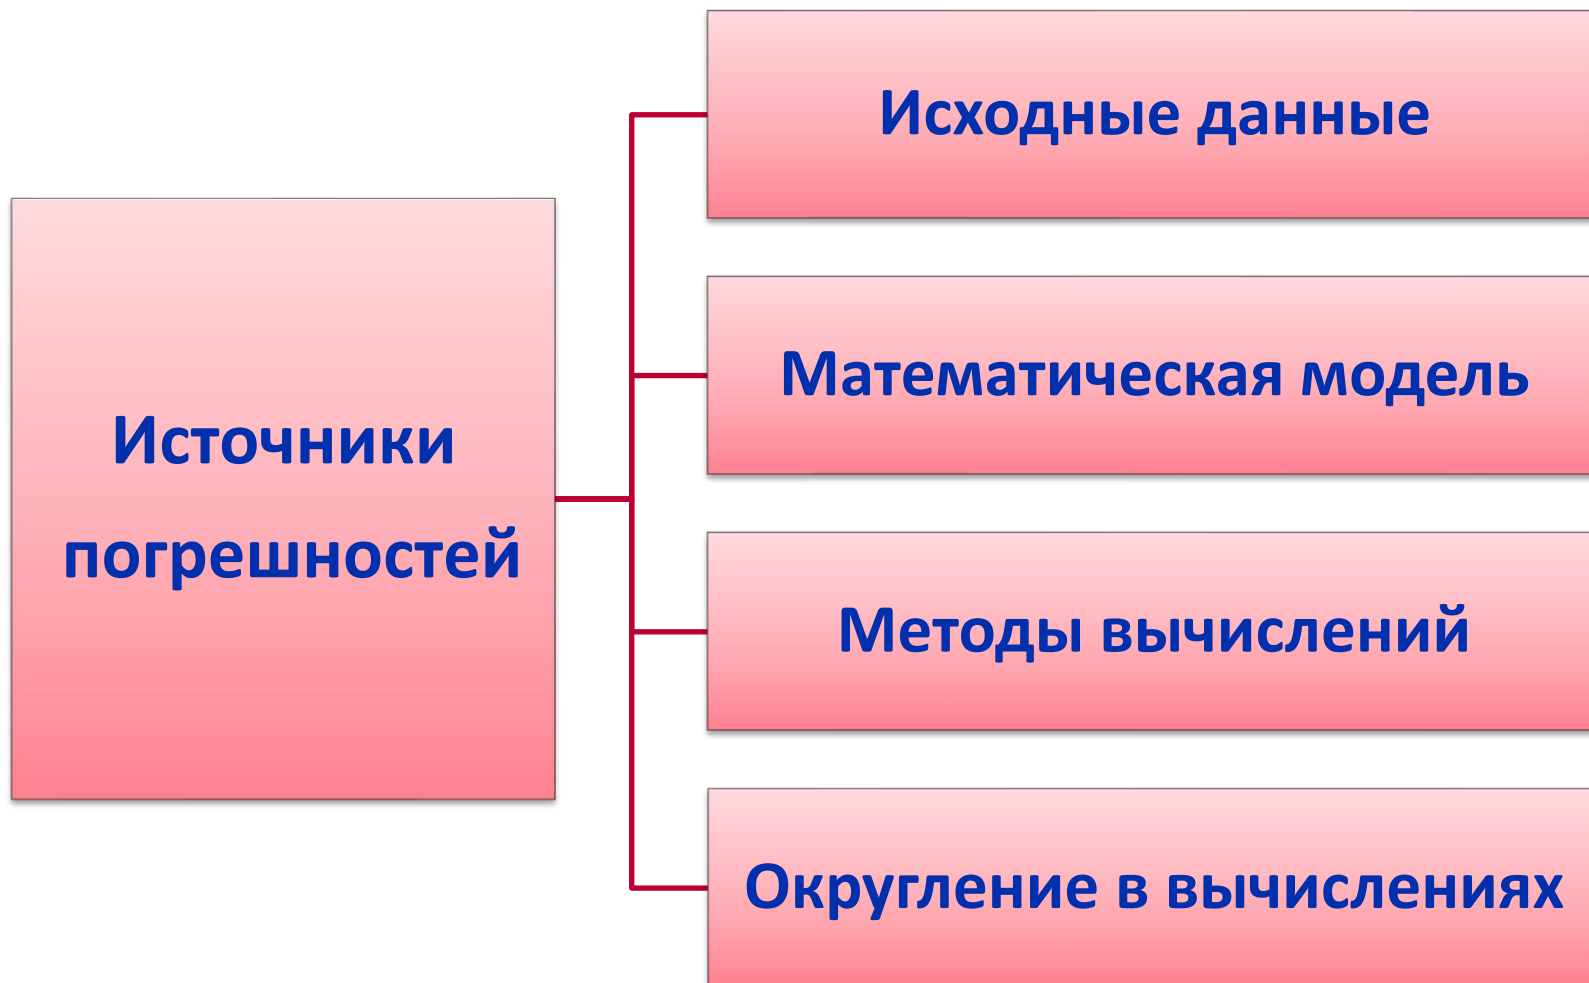 Источники
погрешностей
Исходные данные
Математическая модель
Методы вычислений
Округление в вычислениях